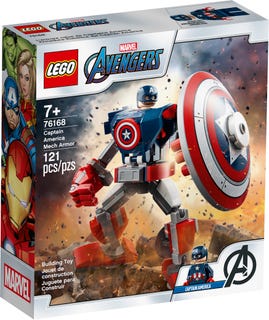 LEGO
MARVEL
AVENGERS
7+
76168
Captain
America
Mech Armor
121
pcs/pzs
Building Toy
Jouet de
construction
Juguete para
Construir
MARVEL
CAPTAIN AMERICA